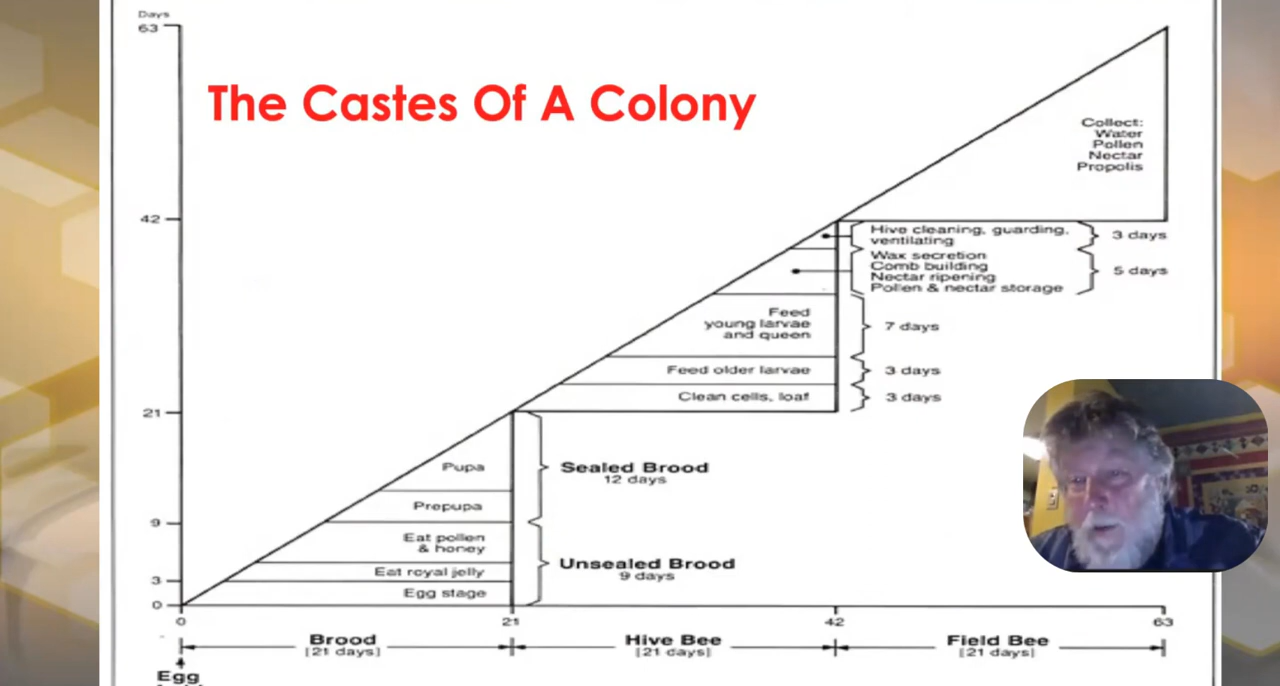 Days
63
The Castes Of A Colony
Collect:
Water
Pollen
Nectar
Propolis
42
Hive cleaning, guarding,
ventilating
3 days
Wax secretion
Comb building
Nectar ripening
Pollen & nectar storage
5 days
Feed
young larvae
and queen
7 days
Feed older larvae
3 days
Clean cells, loaf
3 days
21
Pupa
Sealed Brood
12 days
Prepupa
9
Eat pollen
& honey
Unsealed Brood
9 days
Eat royal jelly
3
Egg stage
0
0
21
42
63
Brood
[21 days]
Hive Bee
[21 days]
Field Bee
[21 days]
Egg